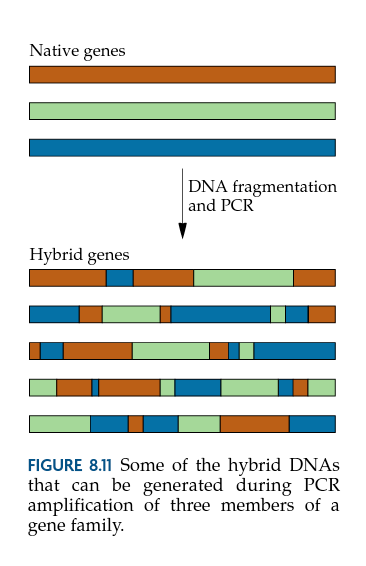 Native genes
DNA fragmentation
and PCR
Hybrid genes
FIGURE 8.11 Some of the hybrid DNAs
that can be generated during PCR
amplification of three members of a
gene family.